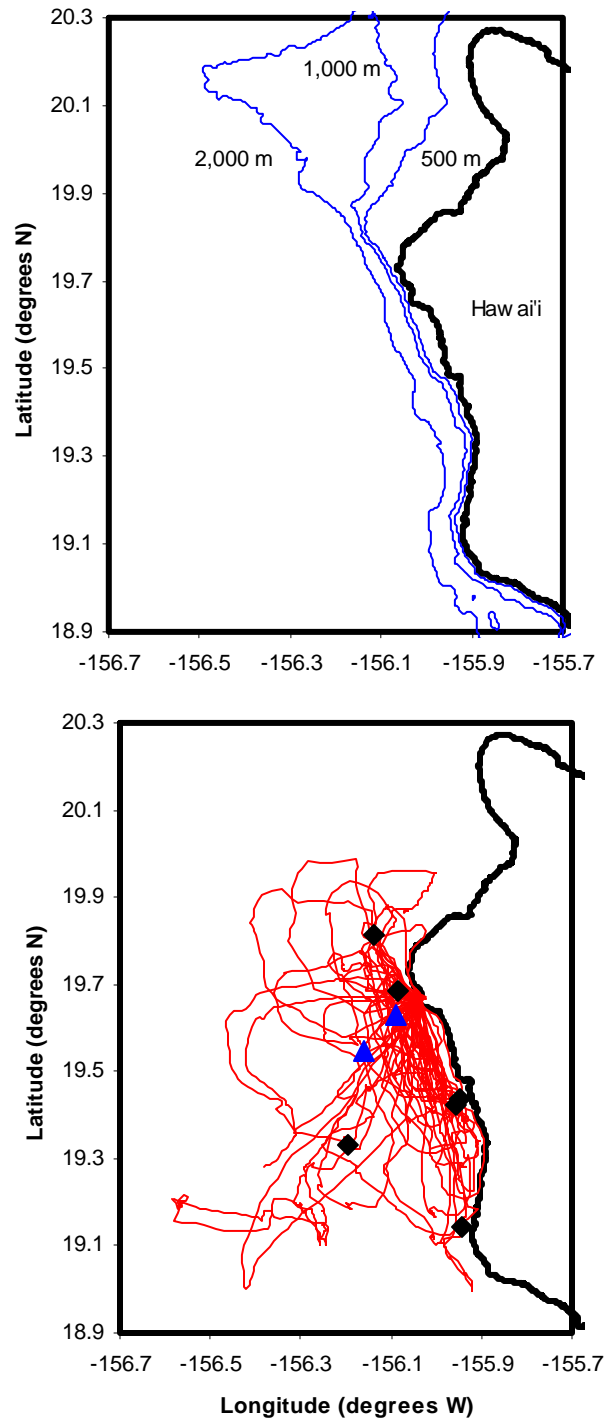 20.3
20.1
19.9
19.7
19.5
19.3
19.1
18.9
Latitude (degrees N)
1,000 m
2,000 m
500 m
Haw ai'i
-156.7 -156.5 -156.3 -156.1 -155.9 -155.7
20.3
20.1
19.9
19.7
19.5
19.3
19.1
18.9
Latitude (degrees N)
-156.7 -156.5 -156.3 -156.1 -155.9 -155.7
Longitude (degrees W)